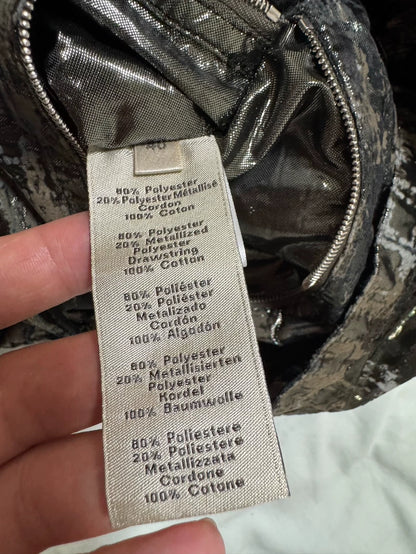 40
80% Polyester
20% Polyester Métallisé
Cordon
100% Coton
80% Polyester
20% Metallized
Polyester
Drawstring
100% Cotton
80% Poliéster
20% Poliéster
Metalizado
Cordón
100% Algodón
80% Polyester
20% Metallisierten
Polyester
Kordel
100% Baumwolle
80% Poliestere
20% Poliestere
Metallizzata
Cordone
100% Cotone